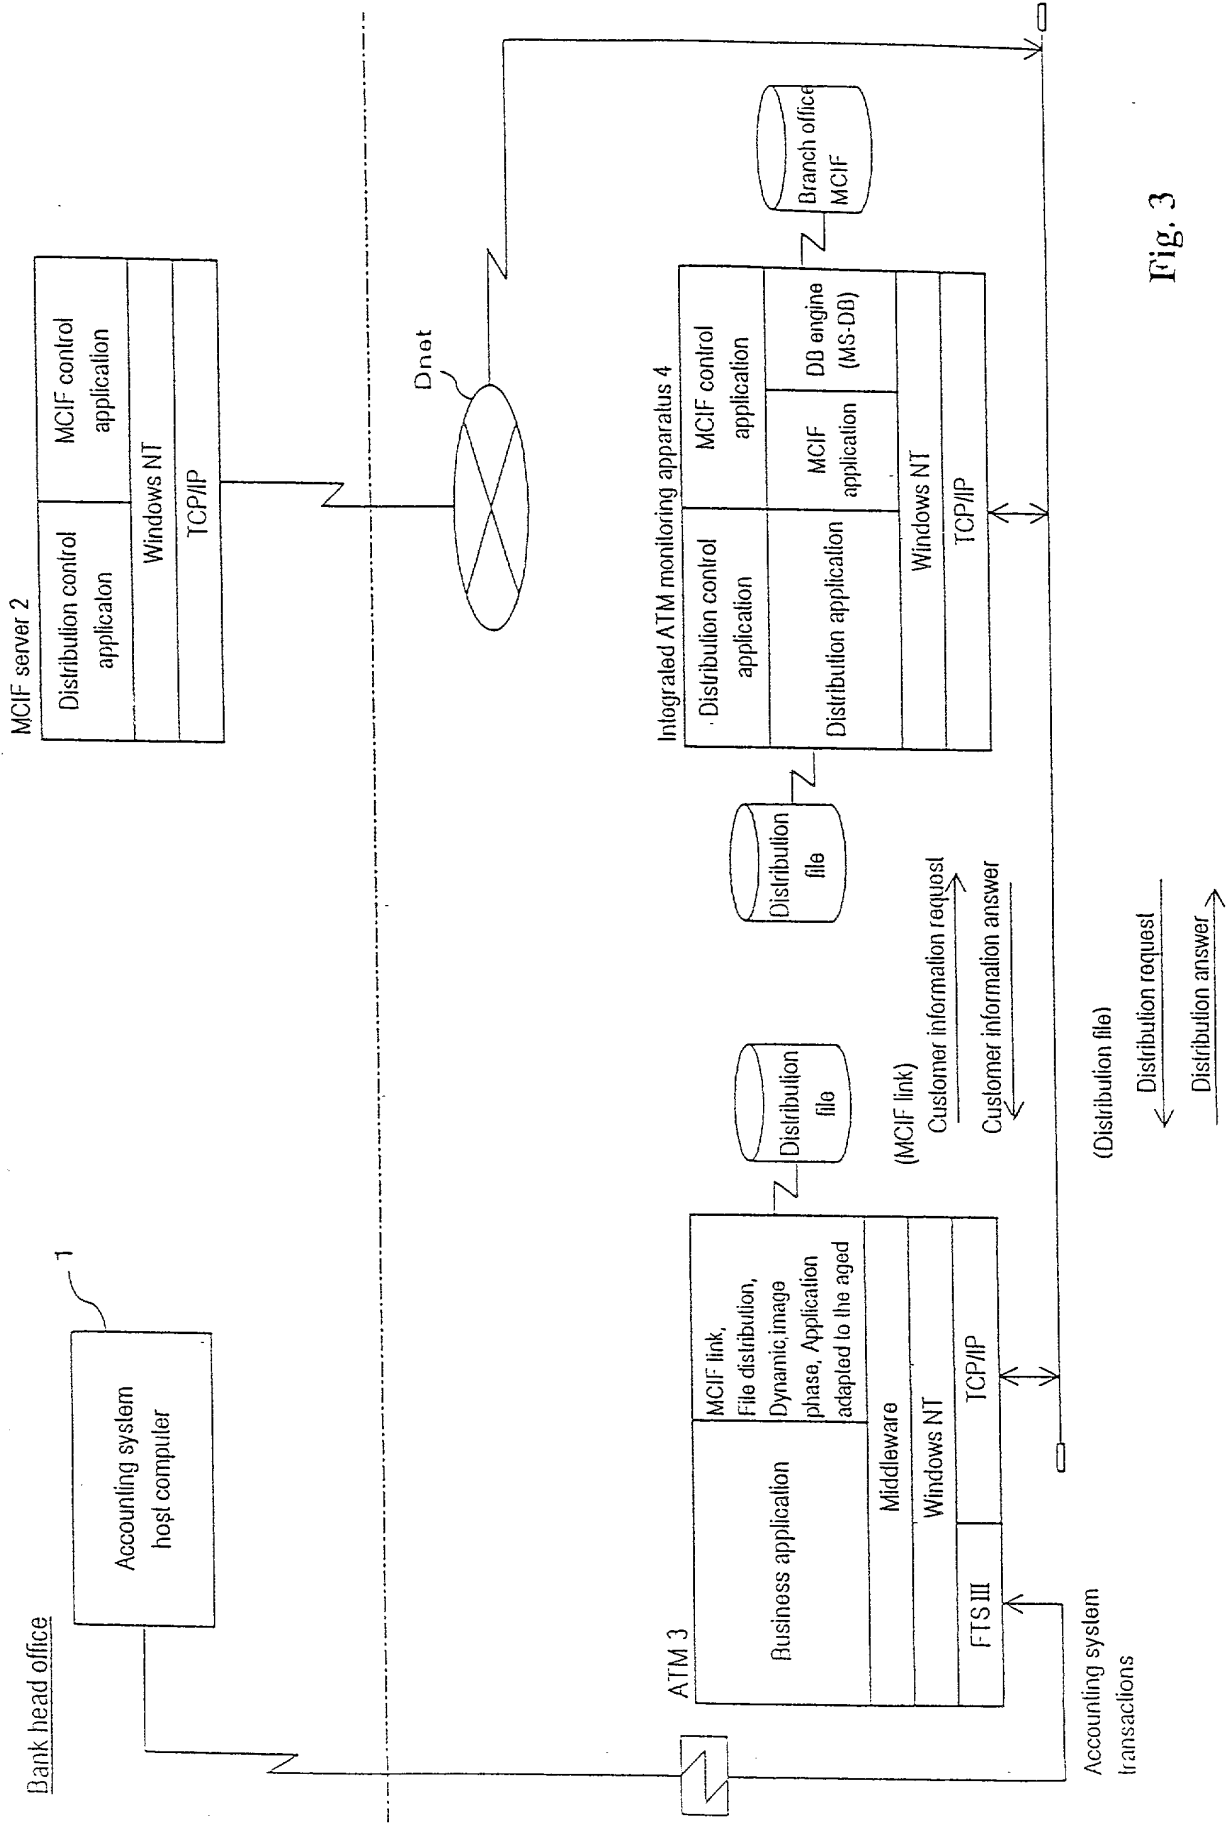 Bank head office
1
Accounting system
host computer
MCIF server 2
Distribution control
applicaton
MCIF control
application
Windows NT
TCP/IP
Dnet
ATM 3
Business application
MCIF link,
File distribution,
Dynamic image
phase, Application
adapted to the aged
Middleware
Windows NT
FTS III
TCP/IP
Distribution
file
Distribution
file
Integrated ATM monitoring apparatus 4
Distribution control
application
MCIF control
application
Distribution application
MCIF
application
DB engine
(MS-DB)
Windows NT
TCP/IP
Branch office
MCIF
(MCIF link)
Customer information request
Customer information answer
Accounting system
transactions
(Distribution file)
Distribution request
Distribution answer
Fig. 3